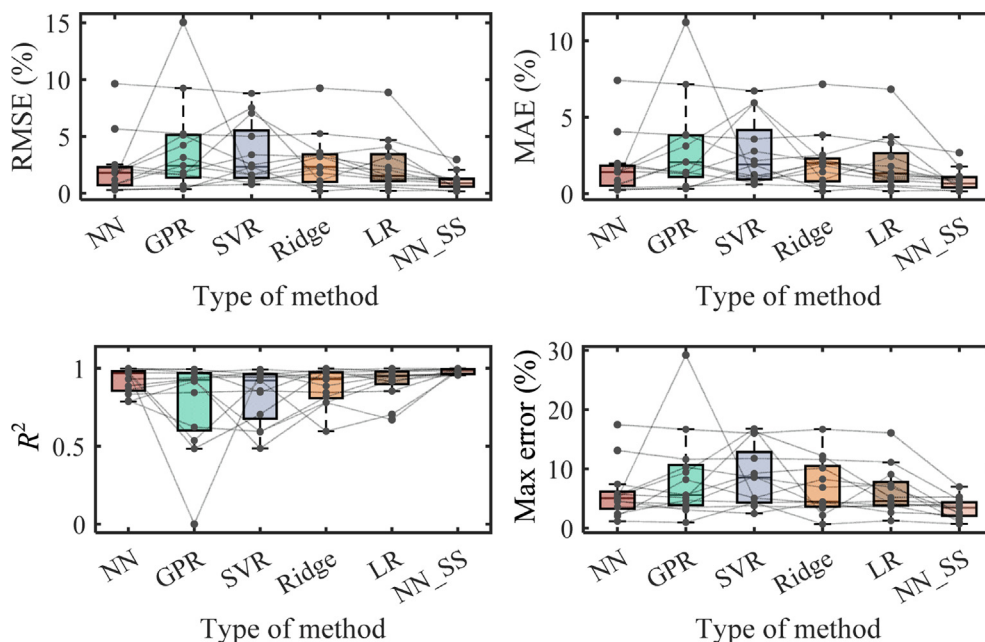 RMSE (%)
15
10
5
0
NN
GPR
SVR
Ridge
LR
NN_SS
Type of method
MAE (%)
10
5
0
NN
GPR
SVR
Ridge
LR
NN_SS
Type of method
R²
1
0.5
0
NN
GPR
SVR
Ridge
LR
NN_SS
Type of method
Max error (%)
30
20
10
0
NN
GPR
SVR
Ridge
LR
NN_SS
Type of method